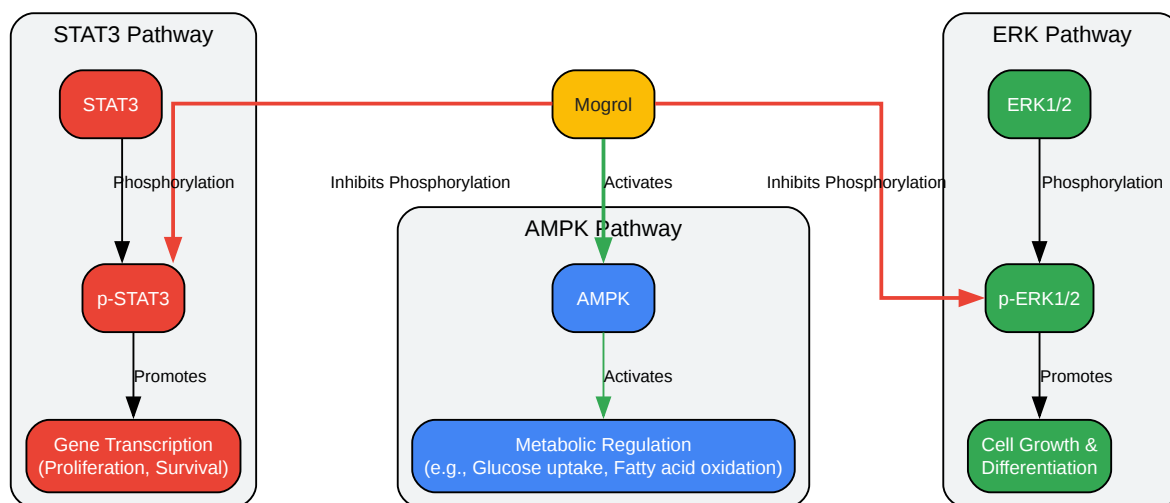 STAT3 Pathway
ERK Pathway
STAT3
Mogrol
ERK1/2
Phosphorylation
Inhibits Phosphorylation
Activates
Inhibits Phosphorylation
Phosphorylation
AMPK Pathway
p-STAT3
AMPK
p-ERK1/2
Promotes
Activates
Promotes
Gene Transcription
(Proliferation, Survival)
Metabolic Regulation
(e.g., Glucose uptake, Fatty acid oxidation)
Cell Growth &
Differentiation